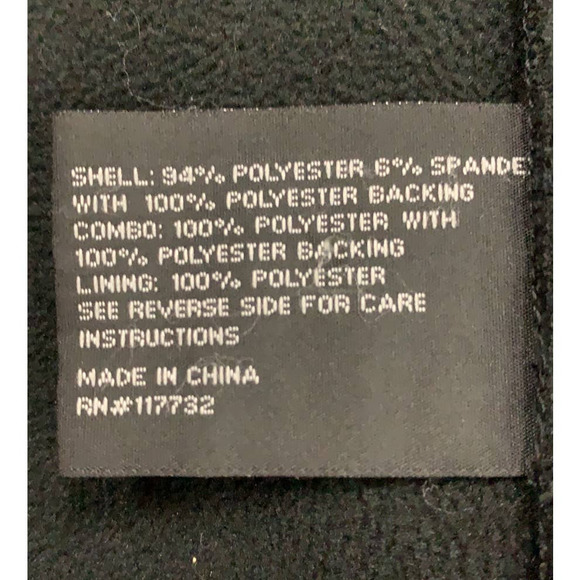 SHELL: 94% POLYESTER 6% SPANDE
WITH 100% POLYESTER BACKING
COMBO: 100% POLYESTER WITH
100% POLYESTER BACKING
LINING: 100% POLYESTER
SEE REVERSE SIDE FOR CARE
INSTRUCTIONS
MADE IN CHINA
RN#117732